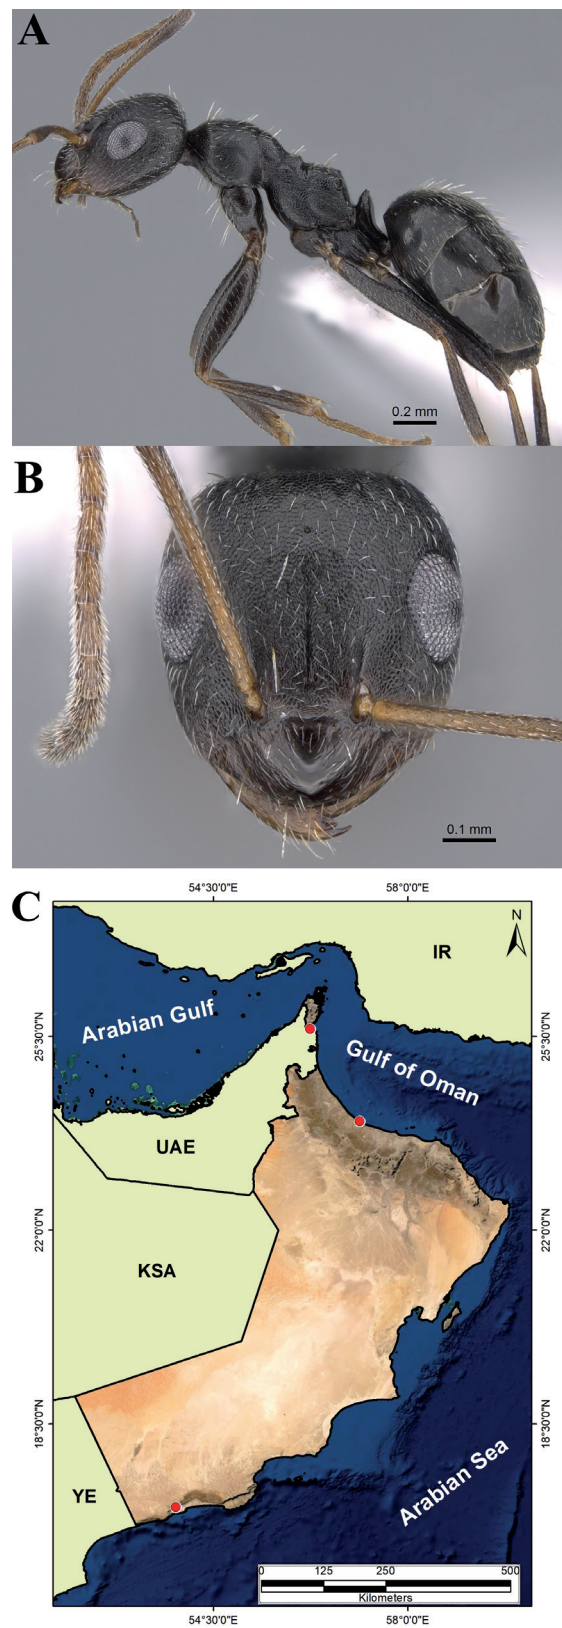 A
0.2 mm
B
0.1 mm
C
54°30'0"E
58°0'0"E
N
IR
Arabian Gulf
25°30'0"N
25°30'0"N
Gulf of Oman
UAE
22°0'0"N
22°0'0"N
KSA
18°30'0"N
18°30'0"N
Arabian Sea
YE
0
125
250
500
Kilometers
54°30'0"E
58°0'0"E